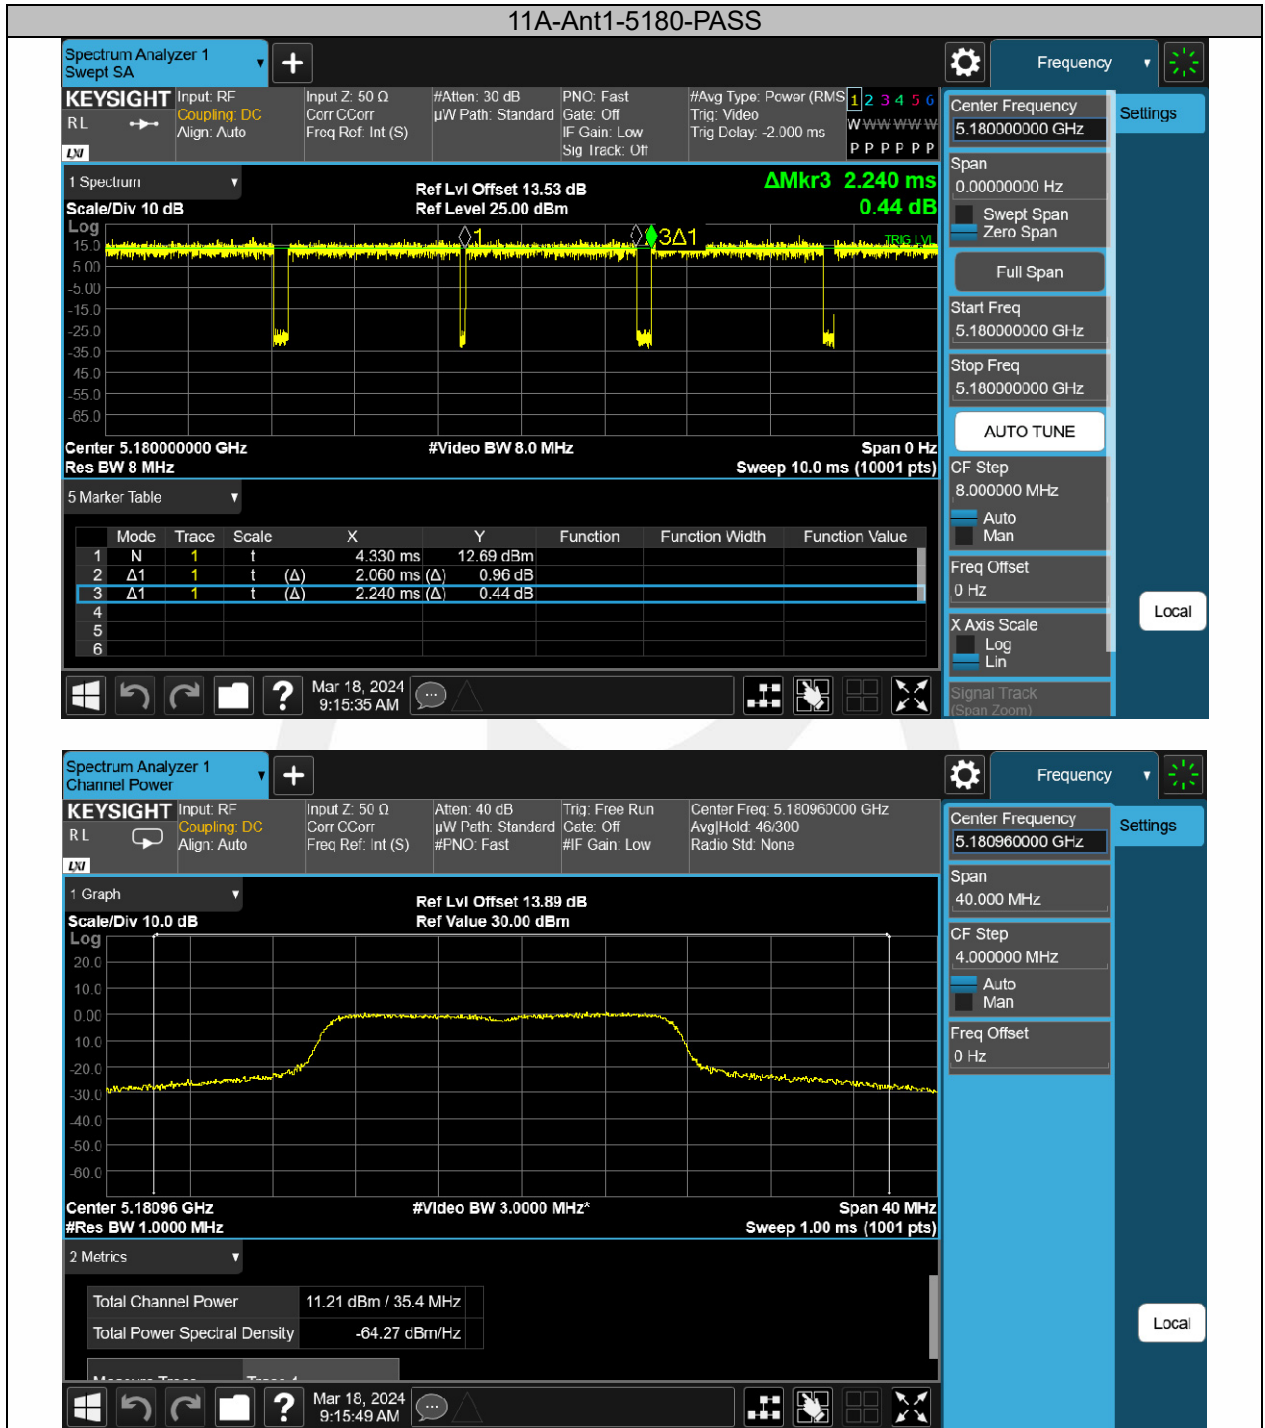 11A-Ant1-5180-PASS
Spectrum Analyzer 1
Swept SA
Frequency
KEYSIGHT
RL
LXI
Input: RF
Coupling: DC
Align: Auto
Input Z: 50 Ω
Corr CCorr
Freq Ref: Int (S)
#Atten: 30 dB
µW Path: Standard
PNO: Fast
Gate: Off
IF Gain: Low
Sig Track: Off
#Avg Type: Power (RMS
Trig: Video
Trig Delay: -2.000 ms
1 2 3 4 5 6
W W W W W W
P P P P P P
Center Frequency
5.180000000 GHz
Settings
Span
0.00000000 Hz
Swept Span
Zero Span
Full Span
Start Freq
5.180000000 GHz
Stop Freq
5.180000000 GHz
AUTO TUNE
CF Step
8.000000 MHz
Auto
Man
Freq Offset
0 Hz
X Axis Scale
Log
Lin
Signal Track
(Span Zoom)
Local
1 Spectrum
Scale/Div 10 dB
Ref Lvl Offset 13.53 dB
Ref Level 25.00 dBm
ΔMkr3 2.240 ms
0.44 dB
Log
15.0
5.00
-5.00
-15.0
-25.0
-35.0
45.0
-55.0
-65.0
1
3Δ1
TRIG LVL
Center 5.180000000 GHz
Res BW 8 MHz
#Video BW 8.0 MHz
Span 0 Hz
Sweep 10.0 ms (10001 pts)
5 Marker Table
Mode Trace Scale X Y Function Function Width Function Value
1 N 1 t 4.330 ms 12.69 dBm
2 Δ1 1 t (Δ) 2.060 ms (Δ) 0.96 dB
3 Δ1 1 t (Δ) 2.240 ms (Δ) 0.44 dB
4
5
6
?
Mar 18, 2024
9:15:35 AM
Spectrum Analyzer 1
Channel Power
Frequency
KEYSIGHT
RL
LXI
Input: RF
Coupling: DC
Align: Auto
Input Z: 50 Ω
Corr CCorr
Freq Ref: Int (S)
Atten: 40 dB
µW Path: Standard
#PNO: Fast
Trig: Free Run
Gate: Off
#IF Gain: Low
Center Freq: 5.180960000 GHz
Avg|Hold: 46/300
Radio Std: None
Center Frequency
5.180960000 GHz
Settings
Span
40.000 MHz
CF Step
4.000000 MHz
Auto
Man
Freq Offset
0 Hz
Local
1 Graph
Scale/Div 10.0 dB
Ref Lvl Offset 13.89 dB
Ref Value 30.00 dBm
Log
20.0
10.0
0.00
10.0
-20.0
-30.0
-40.0
-50.0
-60.0
Center 5.18096 GHz
#Res BW 1.0000 MHz
#Video BW 3.0000 MHz*
Span 40 MHz
Sweep 1.00 ms (1001 pts)
2 Metrics
Total Channel Power 11.21 dBm / 35.4 MHz
Total Power Spectral Density -64.27 dBm/Hz
?
Mar 18, 2024
9:15:49 AM